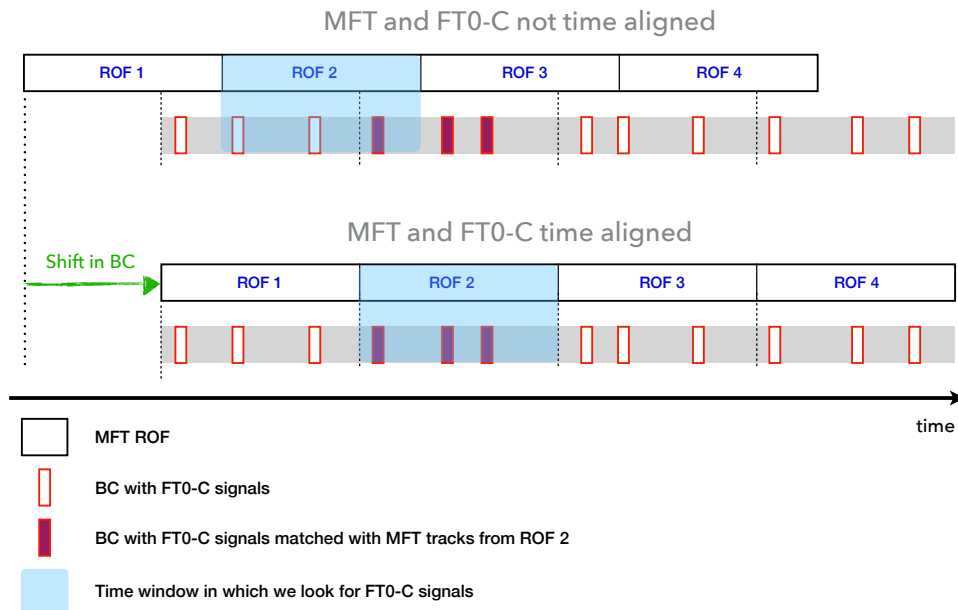 MFT and FT0-C not time aligned
ROF 1 ROF 2 ROF 3 ROF 4
MFT and FT0-C time aligned
Shift in BC
ROF 1 ROF 2 ROF 3 ROF 4
time
MFT ROF
BC with FT0-C signals
BC with FT0-C signals matched with MFT tracks from ROF 2
Time window in which we look for FT0-C signals